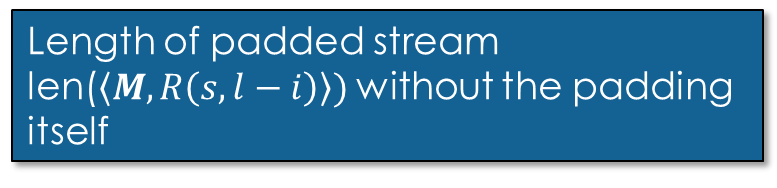 Length of padded stream
len(⟨𝑴, 𝑅(𝑠, 𝑙 − 𝑖)⟩) without the padding
itself